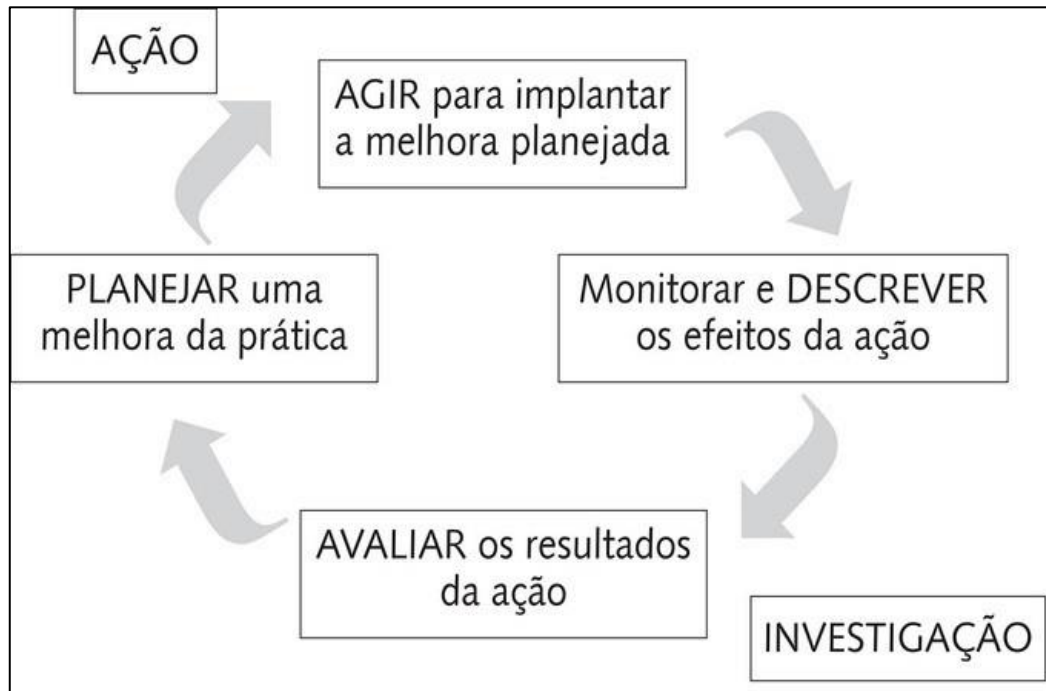 AÇÃO
AGIR para implantar
a melhora planejada
PLANEJAR uma
melhora da prática
Monitorar e DESCREVER
os efeitos da ação
AVALIAR os resultados
da ação
INVESTIGAÇÃO